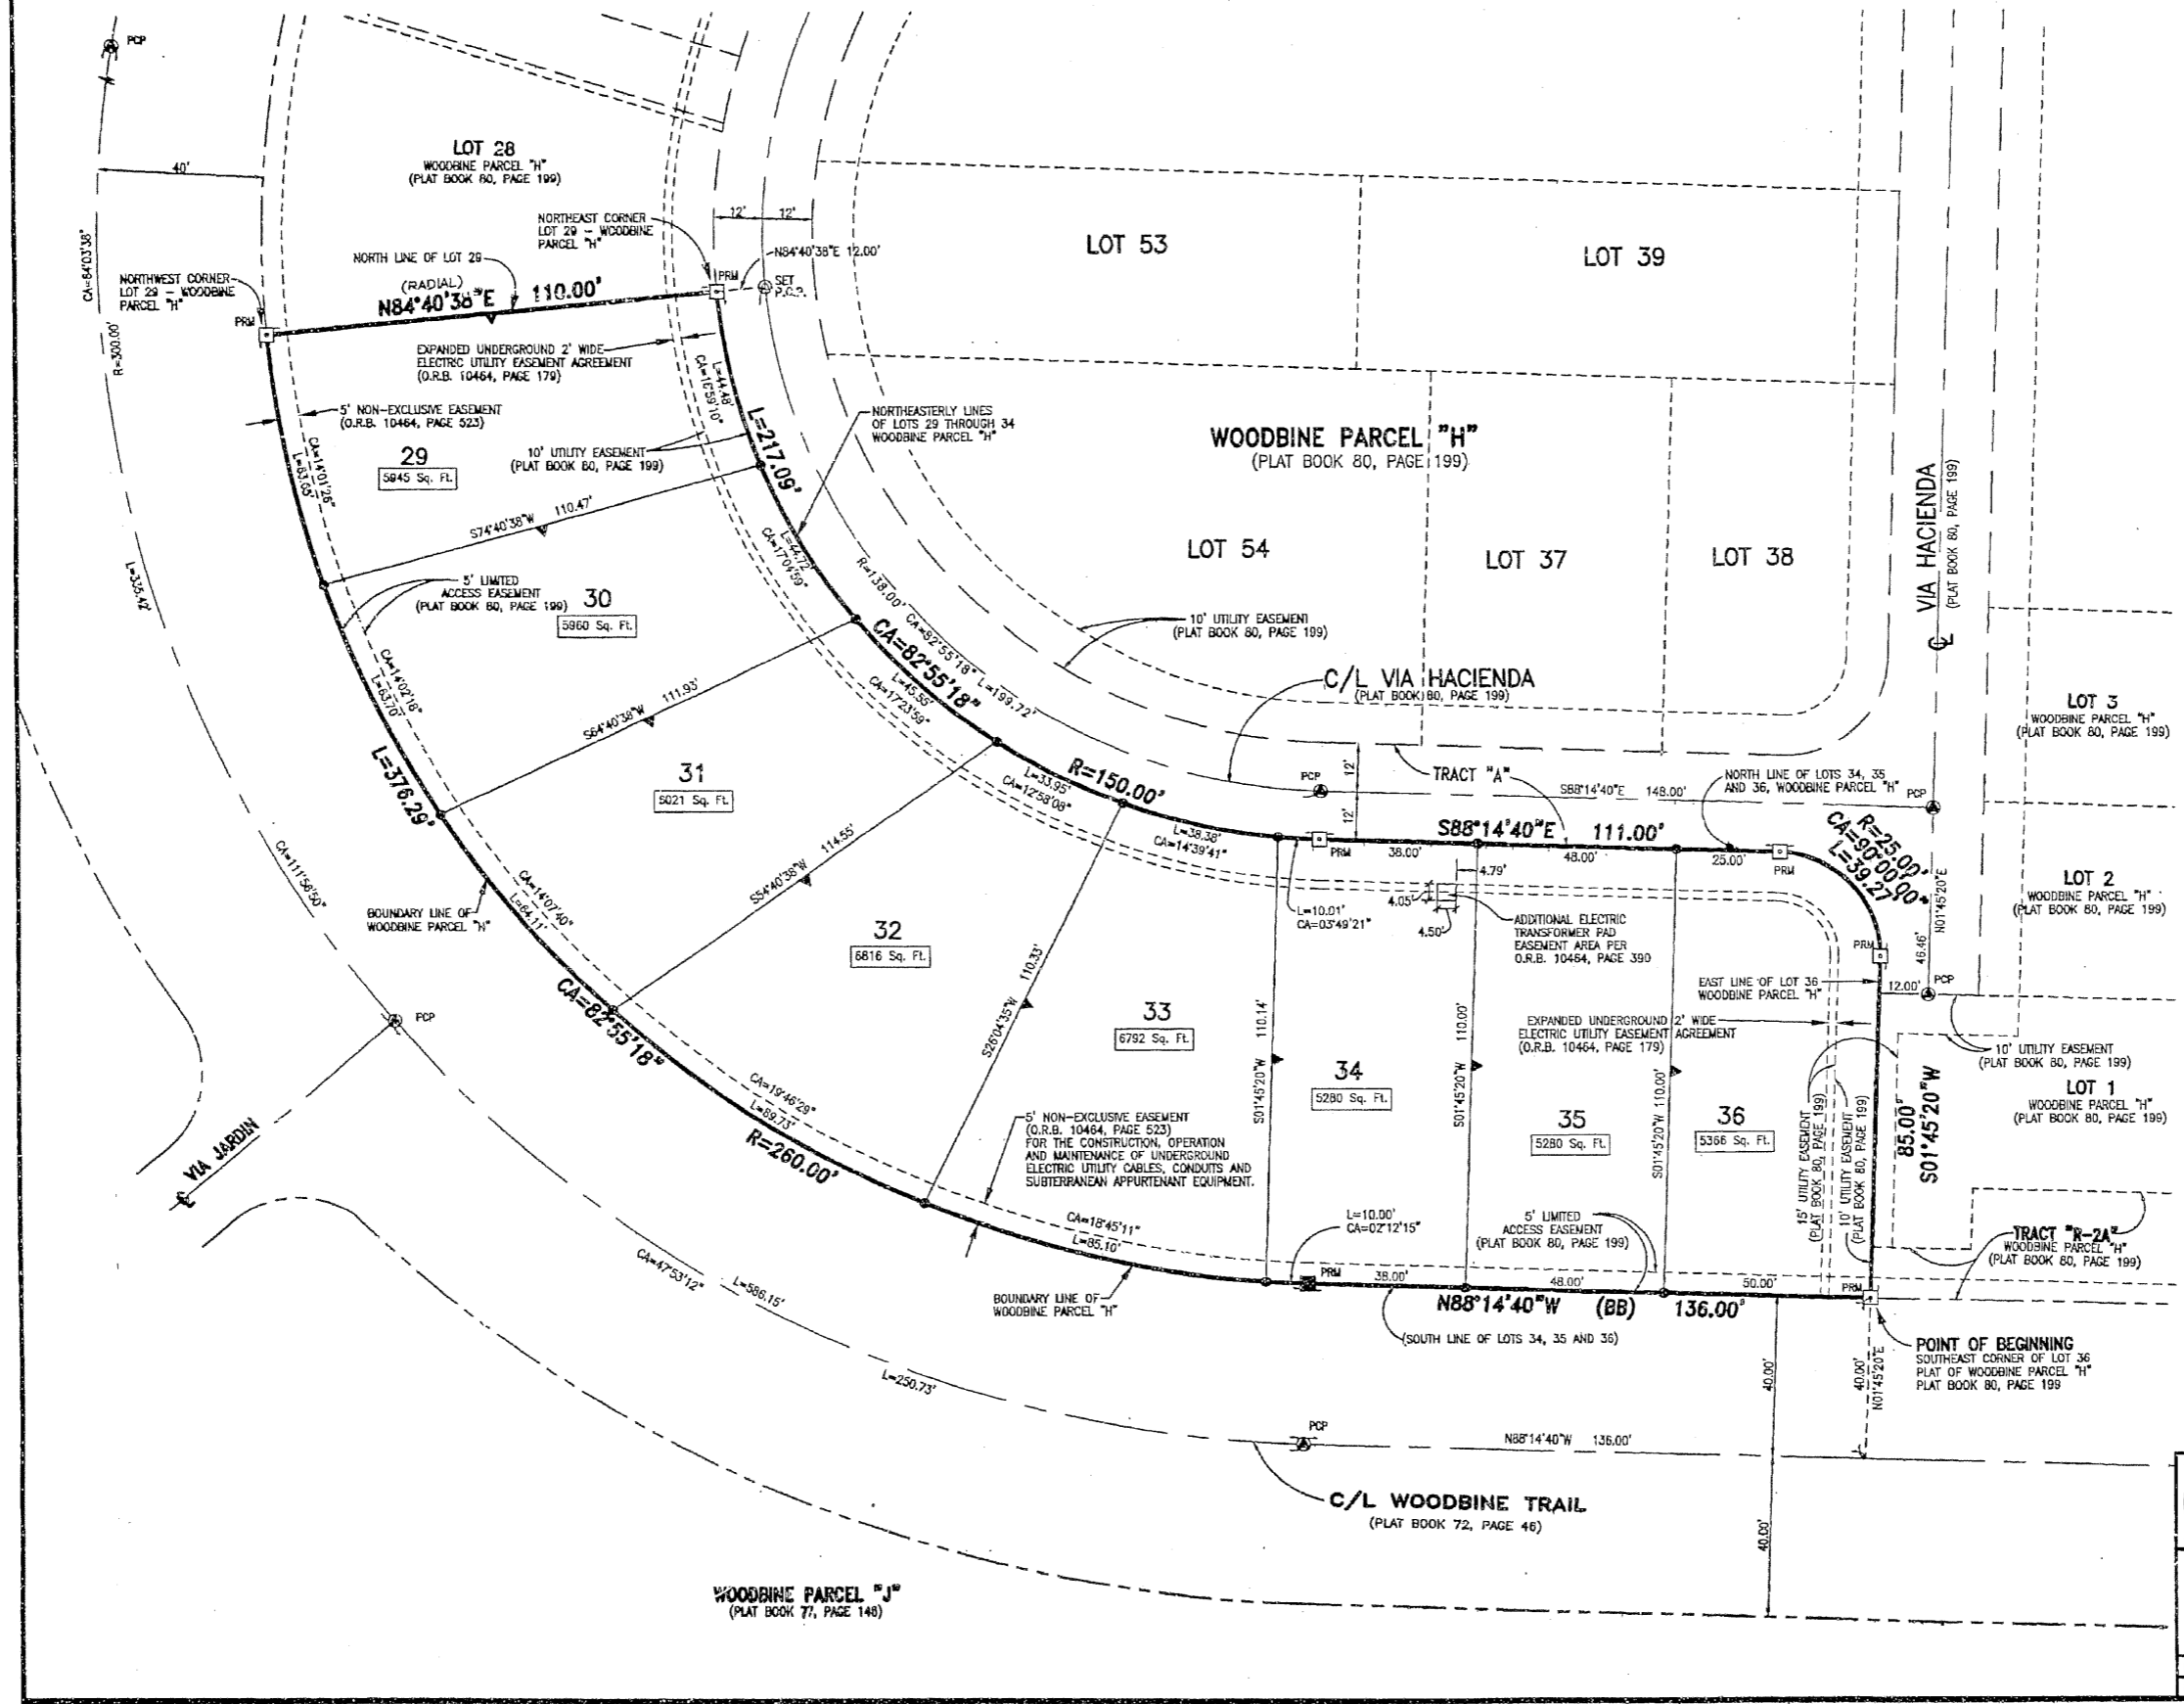 PCP
40'
CA=64°03'38"
R=300.00'
L=335.42'
LOT 28
WOODBINE PARCEL "H"
(PLAT BOOK 80, PAGE 199)
NORTHEAST CORNER
LOT 29 – WOODBINE
PARCEL "H"
NORTH LINE OF LOT 29
(RADIAL)
N84°40'38"E 110.00'
NORTHWEST CORNER
LOT 29 – WOODBINE
PARCEL "H"
PRM
PRM
12'
12'
N84°40'38"E 12.00'
SET
P.C.P.
EXPANDED UNDERGROUND 2' WIDE
ELECTRIC UTILITY EASEMENT AGREEMENT
(O.R.B. 10464, PAGE 179)
5' NON-EXCLUSIVE EASEMENT
(O.R.B. 10464, PAGE 523)
29
5945 Sq. Ft.
CA=14°01'26"
L=63.65'
10' UTILITY EASEMENT
(PLAT BOOK 80, PAGE 199)
L=44.48'
CA=16°59'10"
L=217.09'
NORTHEASTERLY LINES
OF LOTS 29 THROUGH 34
WOODBINE PARCEL "H"
S74°40'38"W 110.47'
5' LIMITED
ACCESS EASEMENT
(PLAT BOOK 80, PAGE 199)
30
5960 Sq. Ft.
L=44.72'
CA=17°04'59"
CA=14°02'18"
L=63.70'
S64°40'38"W 111.93'
R=138.00' CA=82°55'18" L=199.72'
CA=82°55'18"
L=45.55'
CA=17°23'59"
L=376.29'
31
6021 Sq. Ft.
S54°40'38"W 114.55'
CA=14°07'40"
L=64.11'
BOUNDARY LINE OF
WOODBINE PARCEL "H"
CA=111°56'50"
PCP
VIA JARDIN
CA=82°55'18"
32
6816 Sq. Ft.
R=150.00'
L=33.95'
CA=12°58'08"
S26°04'35"W 110.33'
CA=19°46'29"
L=89.73'
R=260.00'
33
6792 Sq. Ft.
L=38.38'
CA=14°39'41"
5' NON-EXCLUSIVE EASEMENT
(O.R.B. 10464, PAGE 523)
FOR THE CONSTRUCTION, OPERATION
AND MAINTENANCE OF UNDERGROUND
ELECTRIC UTILITY CABLES, CONDUITS AND
SUBTERRANEAN APPURTENANT EQUIPMENT.
CA=18°45'11"
L=85.10'
BOUNDARY LINE OF
WOODBINE PARCEL "H"
CA=47°53'12"
L=586.15'
L=250.73'
LOT 53
LOT 39
WOODBINE PARCEL "H"
(PLAT BOOK 80, PAGE 199)
LOT 54
LOT 37
LOT 38
10' UTILITY EASEMENT
(PLAT BOOK 80, PAGE 199)
C/L VIA HACIENDA
(PLAT BOOK 80, PAGE 199)
VIA HACIENDA
(PLAT BOOK 80, PAGE 199)
LOT 3
WOODBINE PARCEL "H"
(PLAT BOOK 80, PAGE 199)
PCP
12'
12'
TRACT "A"
S88°14'40"E 148.00'
NORTH LINE OF LOTS 34, 35
AND 36, WOODBINE PARCEL "H"
PCP
S88°14'40"E 111.00'
PRM
38.00'
48.00'
25.00'
PRM
R=25.00'
CA=90°00'00"
L=39.27'
4.79'
4.05'
4.50'
L=10.01'
CA=03°49'21"
ADDITIONAL ELECTRIC
TRANSFORMER PAD
EASEMENT AREA PER
O.R.B. 10464, PAGE 390
PRM
46.46'
N01°45'20"E
LOT 2
WOODBINE PARCEL "H"
(PLAT BOOK 80, PAGE 199)
EAST LINE OF LOT 36
WOODBINE PARCEL "H"
12.00'
PCP
EXPANDED UNDERGROUND 2' WIDE
ELECTRIC UTILITY EASEMENT AGREEMENT
(O.R.B. 10464, PAGE 179)
10' UTILITY EASEMENT
(PLAT BOOK 80, PAGE 199)
LOT 1
WOODBINE PARCEL "H"
(PLAT BOOK 80, PAGE 199)
S01°45'20"W 110.14'
34
5280 Sq. Ft.
S01°45'20"W 110.00'
35
5280 Sq. Ft.
S01°45'20"W 110.00'
36
5366 Sq. Ft.
15' UTILITY EASEMENT
(PLAT BOOK 80, PAGE 199)
10' UTILITY EASEMENT
(PLAT BOOK 80, PAGE 199)
85.00'
S01°45'20"W
L=10.00'
CA=02°12'15"
5' LIMITED
ACCESS EASEMENT
(PLAT BOOK 80, PAGE 199)
TRACT "R-2A"
WOODBINE PARCEL "H"
(PLAT BOOK 80, PAGE 199)
PRM
38.00'
48.00'
50.00'
PRM
N88°14'40"W (BB) 136.00'
(SOUTH LINE OF LOTS 34, 35 AND 36)
POINT OF BEGINNING
SOUTHEAST CORNER OF LOT 36
PLAT OF WOODBINE PARCEL "H"
PLAT BOOK 80, PAGE 199
40.00'
40.00'
N01°45'20"E
PCP
N88°14'40"W 136.00'
C/L WOODBINE TRAIL
(PLAT BOOK 72, PAGE 46)
40.00'
WOODBINE PARCEL "J"
(PLAT BOOK 77, PAGE 148)